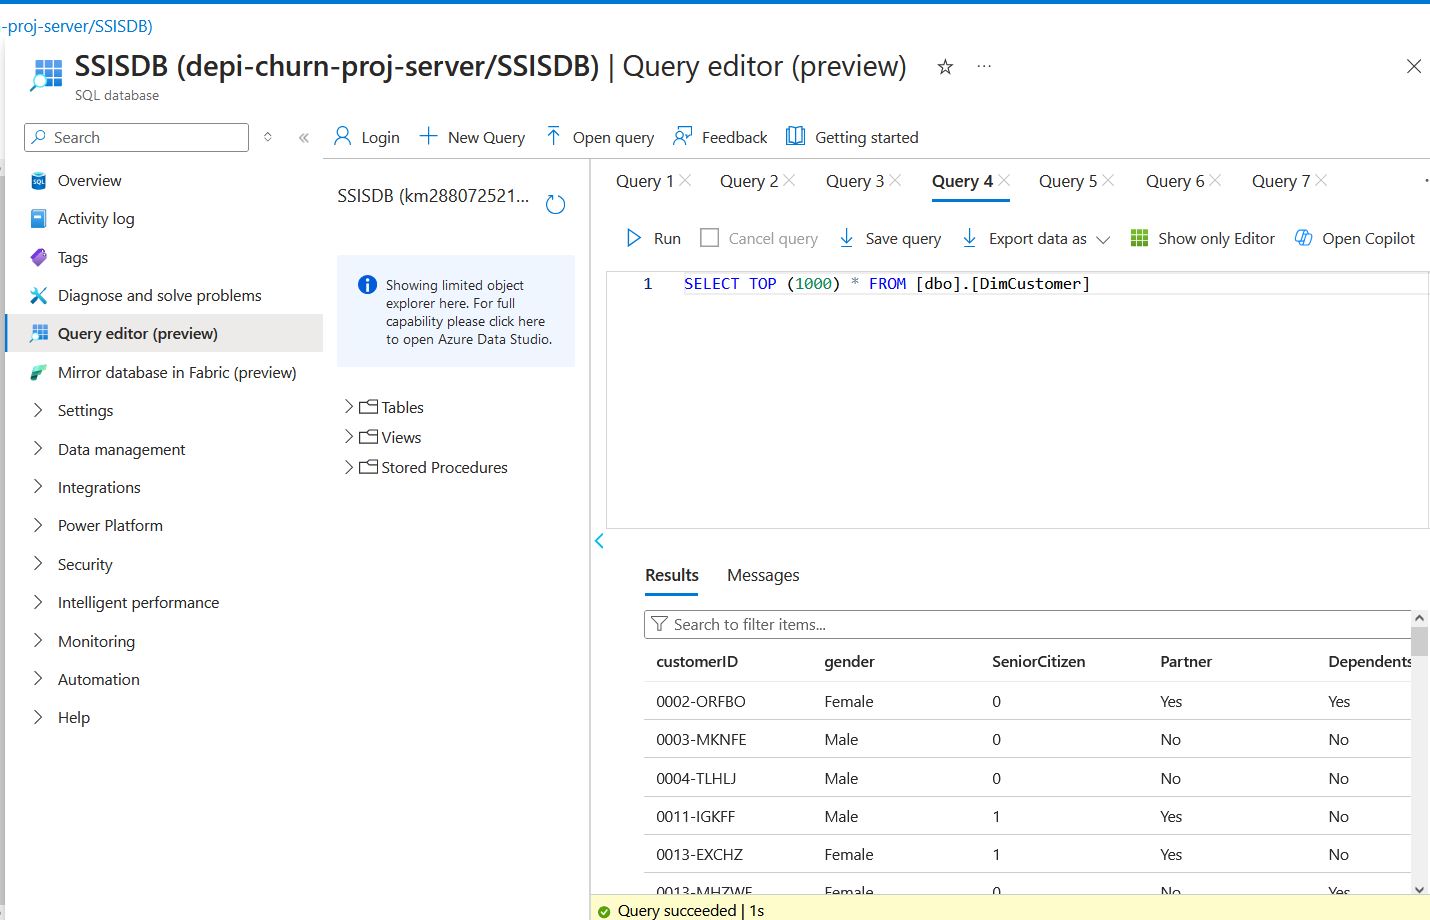 -proj-server/SSISDB)
SSISDB (depi-churn-proj-server/SSISDB) | Query editor (preview)
SQL database
Search
Overview
Activity log
Tags
Diagnose and solve problems
Query editor (preview)
Mirror database in Fabric (preview)
Settings
Data management
Integrations
Power Platform
Security
Intelligent performance
Monitoring
Automation
Help
Login New Query Open query Feedback Getting started
SSISDB (km288072521...
Showing limited object
explorer here. For full
capability please click here
to open Azure Data Studio.
Tables
Views
Stored Procedures
Query 1 Query 2 Query 3 Query 4 Query 5 Query 6 Query 7
Run Cancel query Save query Export data as Show only Editor Open Copilot
1 SELECT TOP (1000) * FROM [dbo].[DimCustomer]
Results Messages
Search to filter items...
customerID gender SeniorCitizen Partner Dependents
0002-ORFBO Female 0 Yes Yes
0003-MKNFE Male 0 No No
0004-TLHLJ Male 0 No No
0011-IGKFF Male 1 Yes No
0013-EXCHZ Female 1 Yes No
0013-MHZWF Female 0 No Yes
Query succeeded | 1s